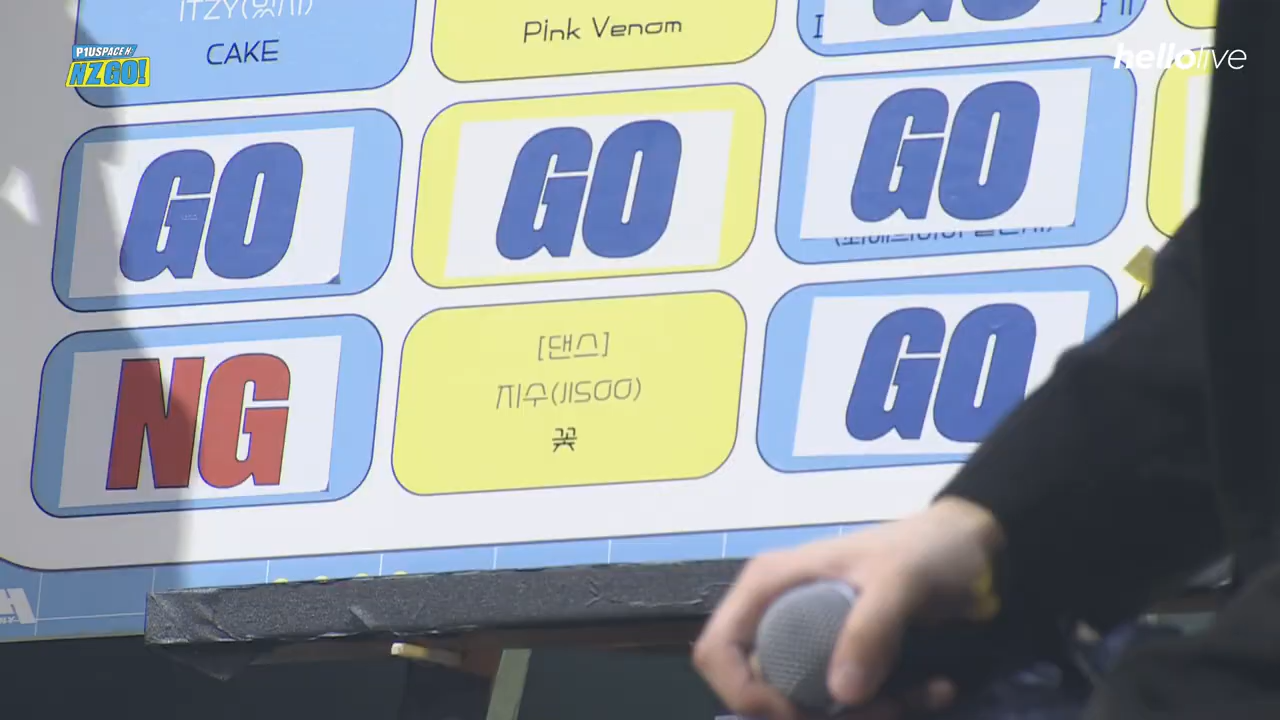 P1USPACE H:
NZGO!
hellolive
ITZY(있지)
CAKE
Pink Venom
GO
GO
GO
GO
NG
[댄스]
지수(JISOO)
꽃
GO